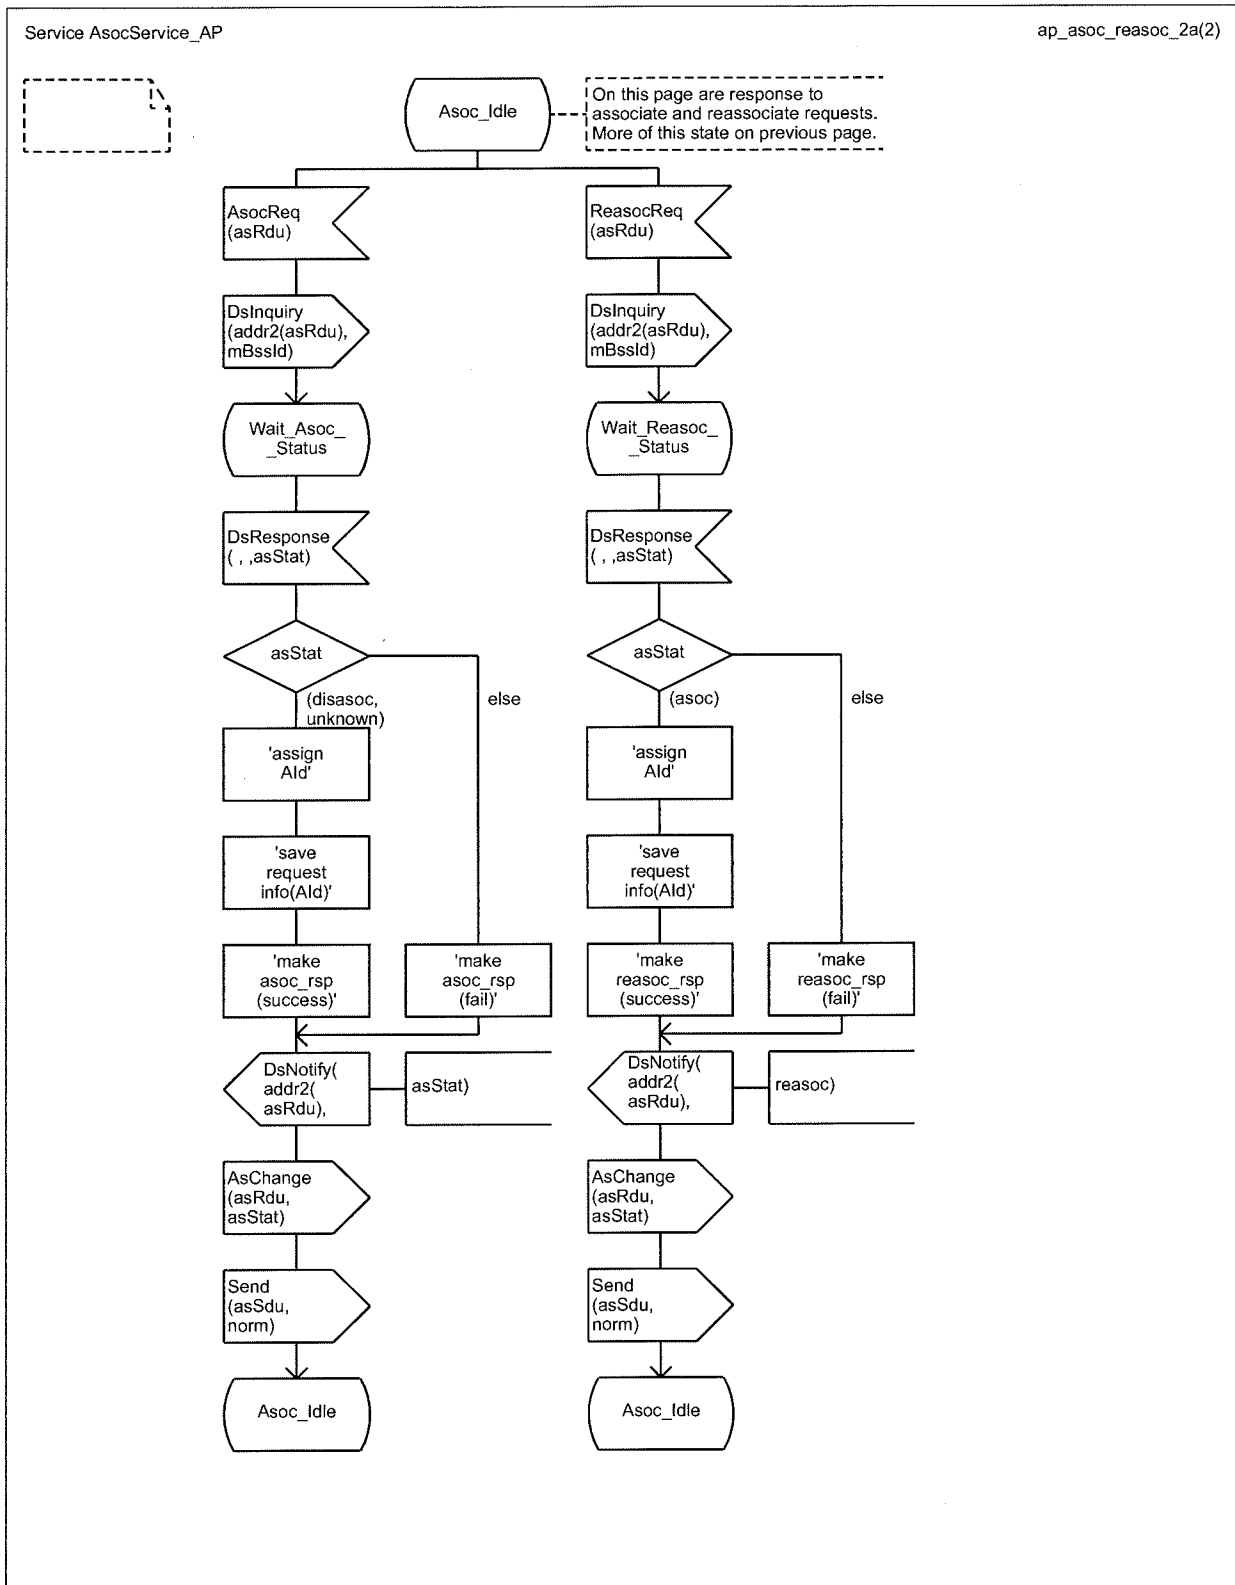 Service AsocService_AP
ap_asoc_reasoc_2a(2)
Asoc_Idle
On this page are response to
associate and reassociate requests.
More of this state on previous page.
AsocReq
(asRdu)
DsInquiry
(addr2(asRdu),
mBssId)
Wait_Asoc_
_Status
DsResponse
( , ,asStat)
asStat
(disasoc,
unknown)
else
'assign
AId'
'save
request
info(AId)'
'make
asoc_rsp
(success)'
'make
asoc_rsp
(fail)'
DsNotify(
addr2(
asRdu),
asStat)
AsChange
(asRdu,
asStat)
Send
(asSdu,
norm)
Asoc_Idle
ReasocReq
(asRdu)
DsInquiry
(addr2(asRdu),
mBssId)
Wait_Reasoc_
_Status
DsResponse
( , ,asStat)
asStat
(asoc)
else
'assign
AId'
'save
request
info(AId)'
'make
reasoc_rsp
(success)'
'make
reasoc_rsp
(fail)'
DsNotify(
addr2(
asRdu),
reasoc)
AsChange
(asRdu,
asStat)
Send
(asSdu,
norm)
Asoc_Idle